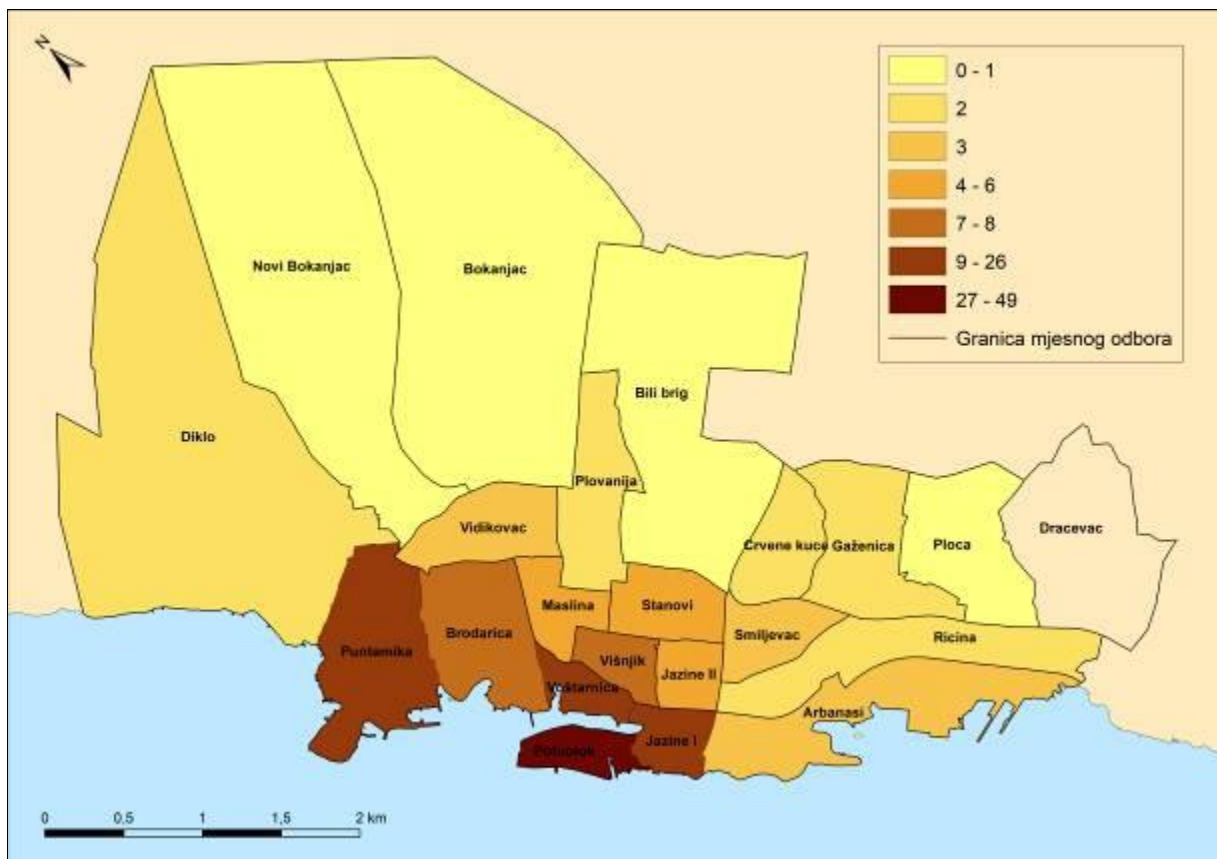 N
0 - 1
2
3
4 - 6
7 - 8
9 - 26
27 - 49
Granica mjesnog odbora
Novi Bokanjac
Bokanjac
Bili brig
Diklo
Plovanija
Vidikovac
Crvene kuce
Gaženica
Ploca
Dracevac
Maslina
Stanovi
Brodarica
Smiljevac
Ricina
Puntamika
Višnjik
Jazine II
Voštarnica
Arbanasi
Jazine I
Poluotok
0 0,5 1 1,5 2 km